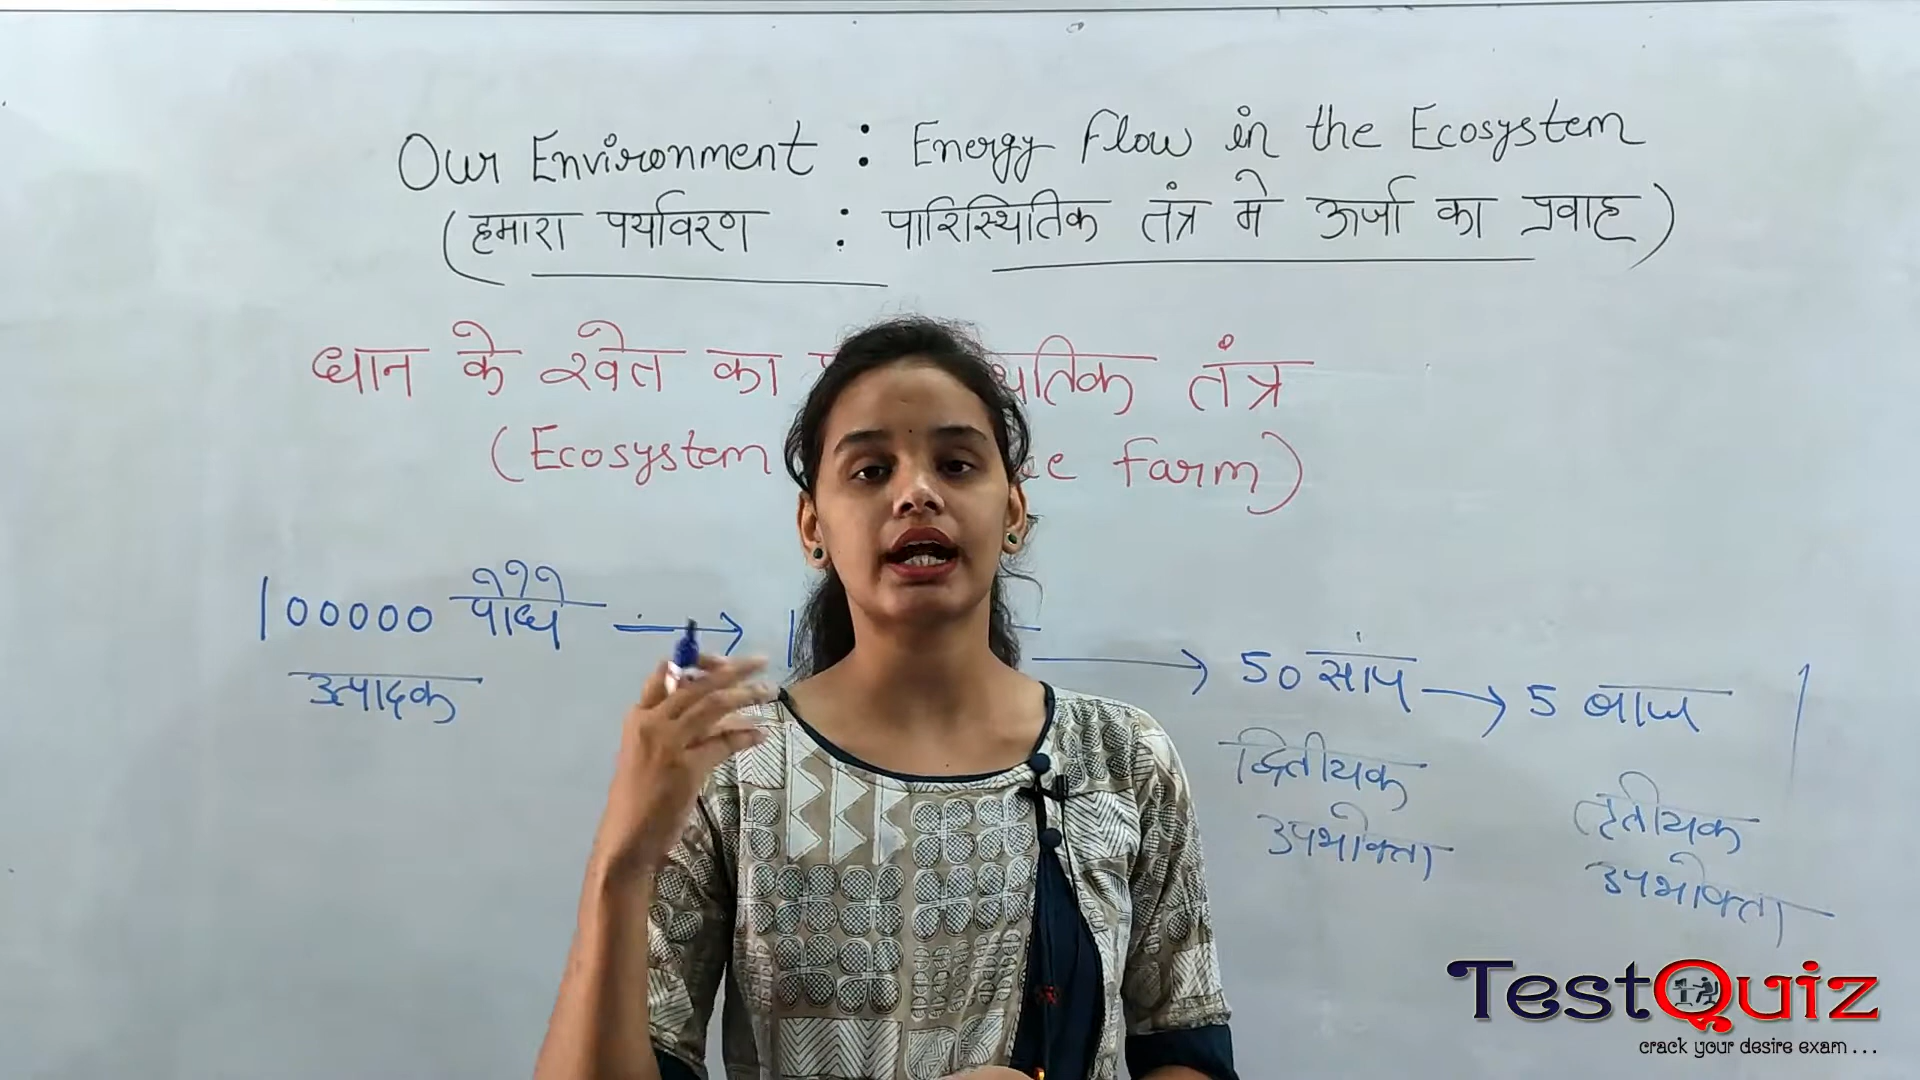 Our Environment : Energy Flow in the Ecosystem
(हमारा पर्यावरण : पारिस्थितिक तंत्र मे ऊर्जा का प्रवाह)
धान के खेत का तंत्र
(Ecosystem Farm)
100000 पौधे → → 50 सांप → 5 बाज
उत्पादक
द्वितीयक
उपभोक्ता
तृतीयक
उपभोक्ता
TestQuiz
crack your desire exam ...